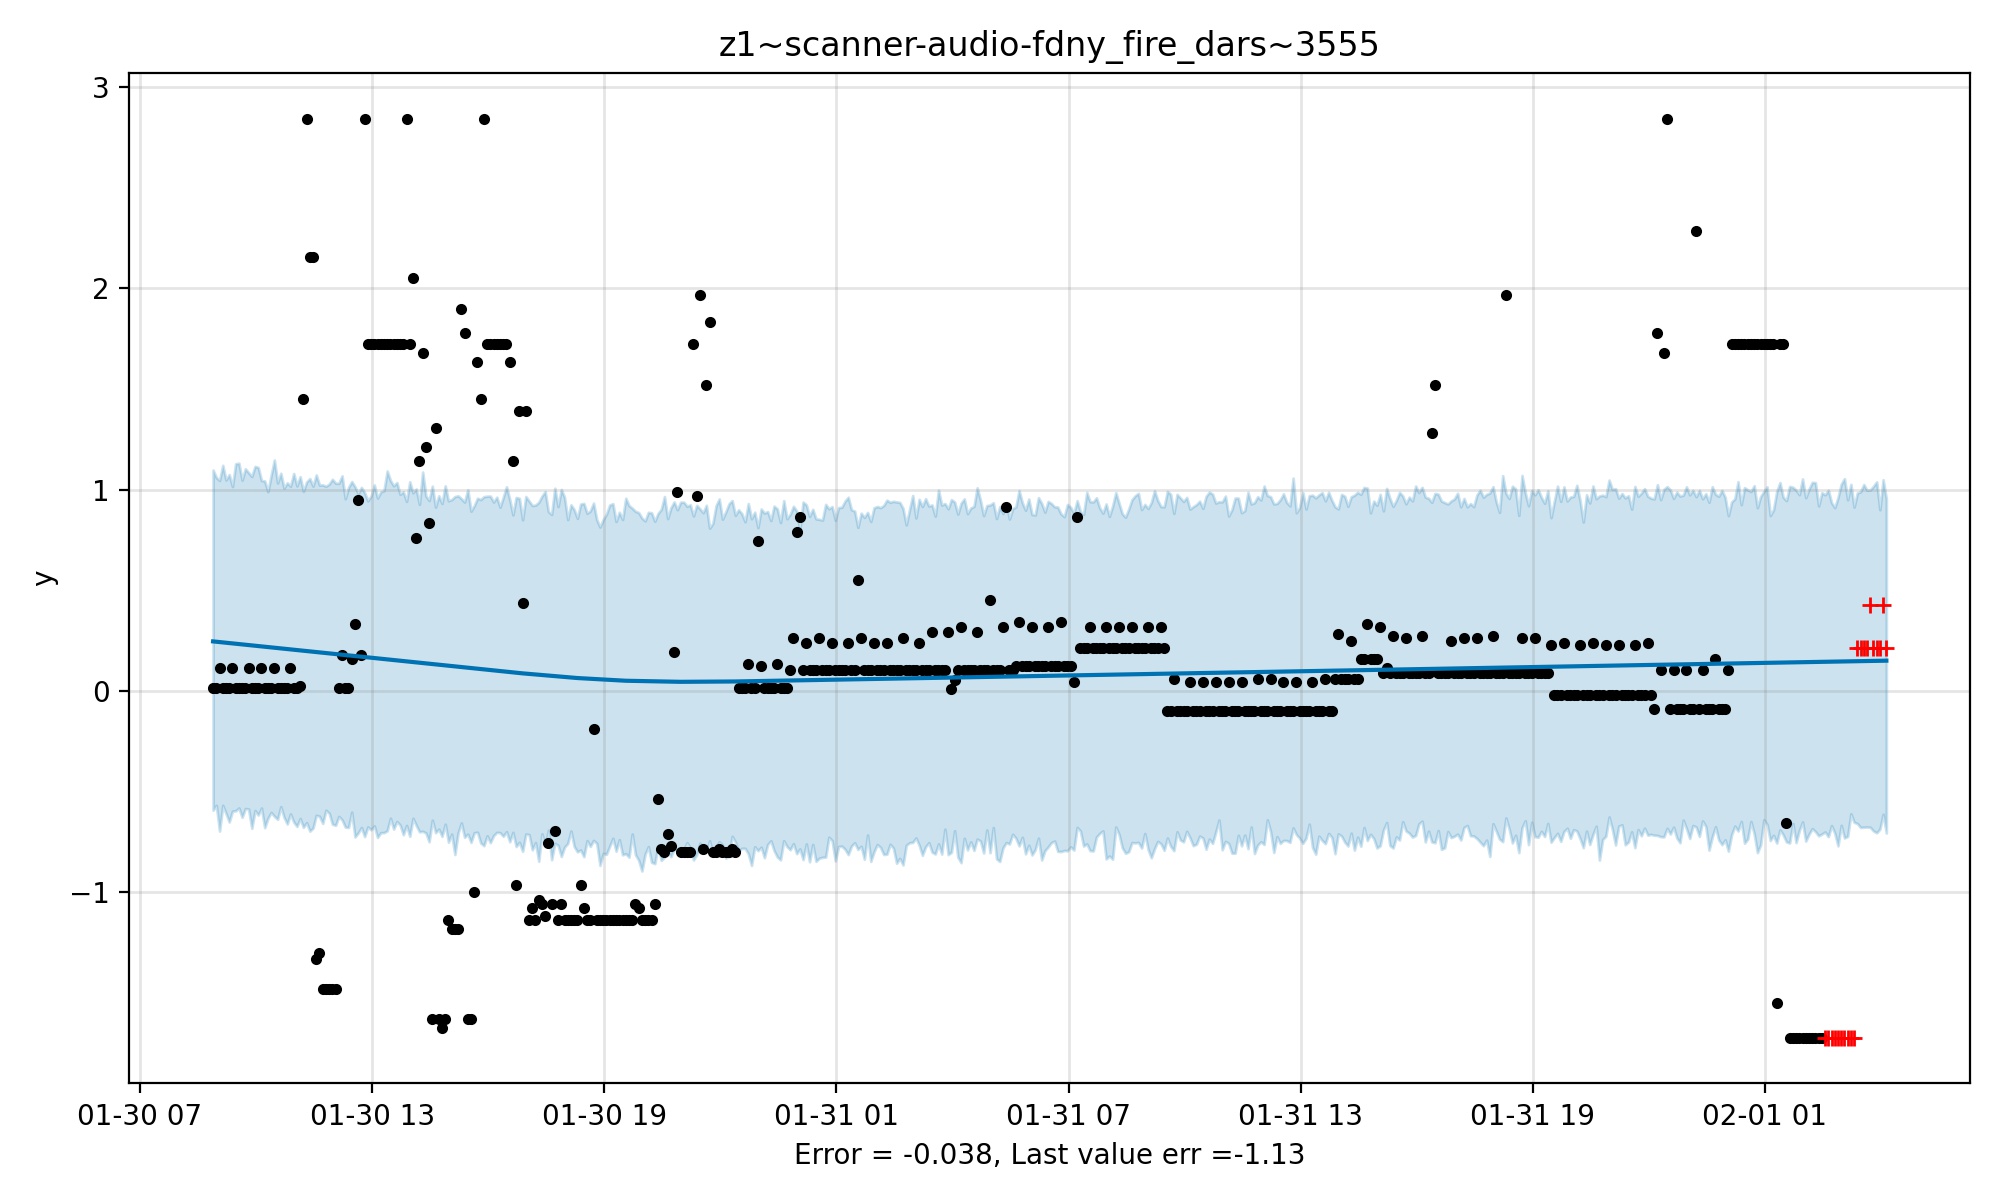 z1~scanner-audio-fdny_fire_dars~3555
3
2
1
0
−1
y
01-30 07 01-30 13 01-30 19 01-31 01 01-31 07 01-31 13 01-31 19 02-01 01
Error = -0.038, Last value err =-1.13